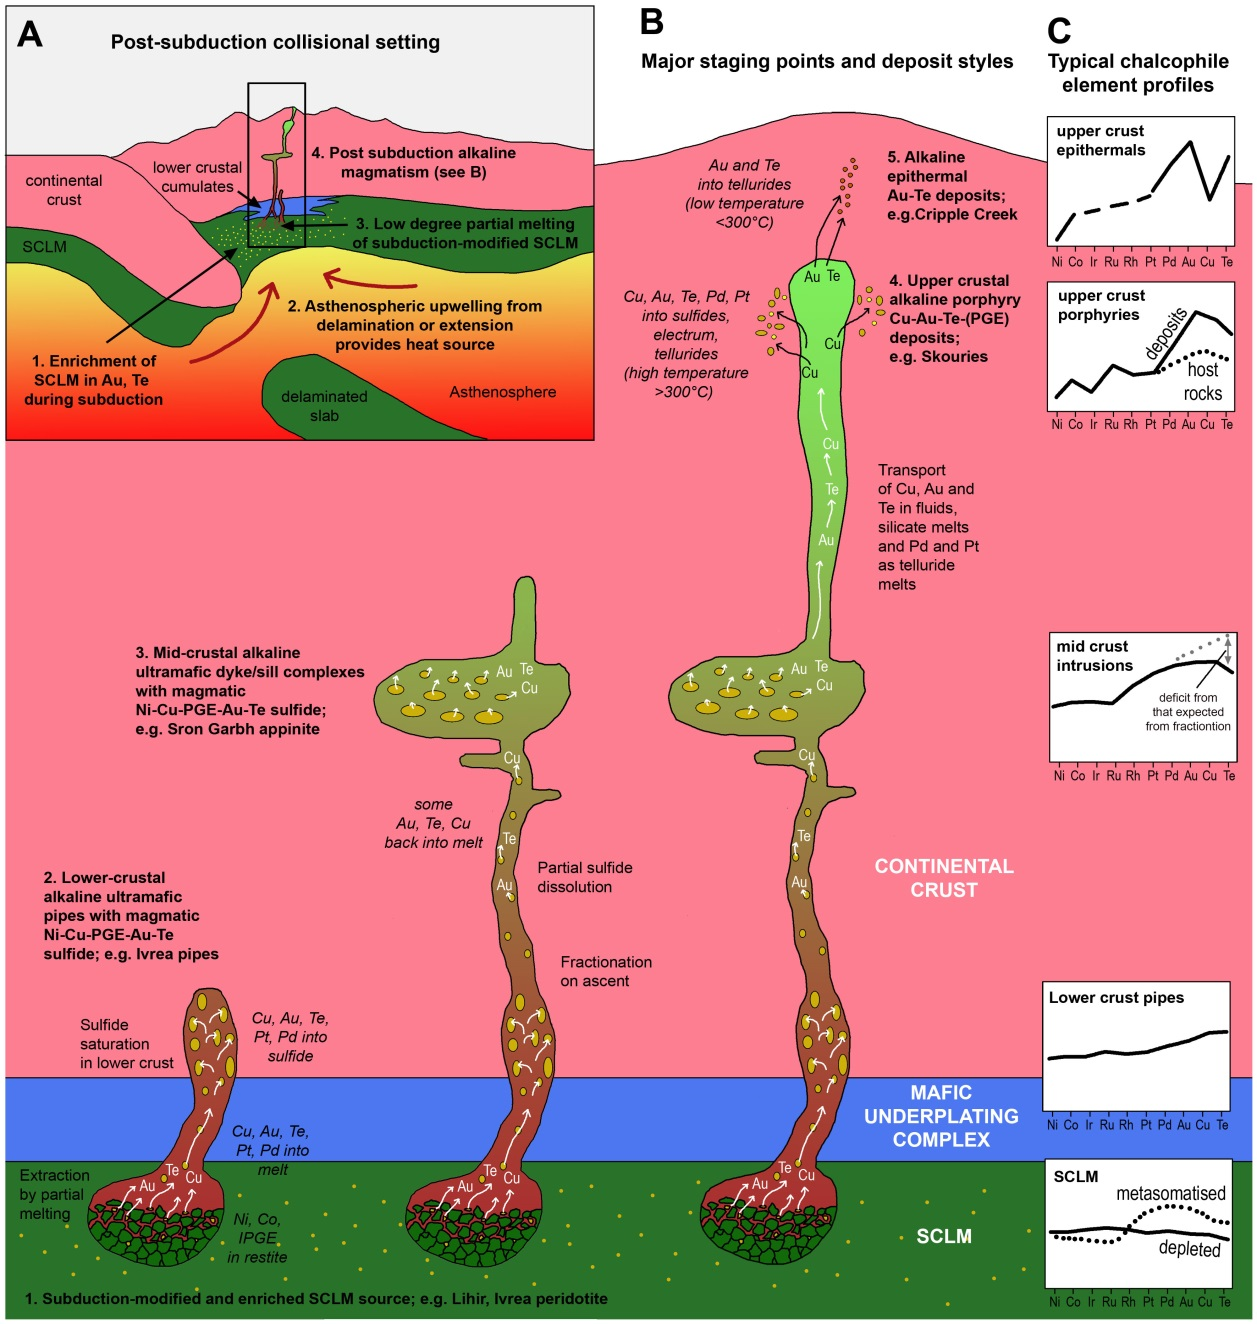 A
Post-subduction collisional setting
lower crustal
cumulates
4. Post subduction alkaline
magmatism (see B)
continental
crust
3. Low degree partial melting
of subduction-modified SCLM
SCLM
2. Asthenospheric upwelling from
delamination or extension
provides heat source
1. Enrichment of
SCLM in Au, Te
during subduction
delaminated
slab
Asthenosphere
B
Major staging points and deposit styles
Au and Te
into tellurides
(low temperature
<300°C)
5. Alkaline
epithermal
Au-Te deposits;
e.g.Cripple Creek
Au Te
Cu, Au, Te, Pd, Pt
into sulfides,
electrum,
tellurides
(high temperature
>300°C)
4. Upper crustal
alkaline porphyry
Cu-Au-Te-(PGE)
deposits;
e.g. Skouries
Cu
Cu
Cu
Te
Au
Transport
of Cu, Au and
Te in fluids,
silicate melts
and Pd and Pt
as telluride
melts
3. Mid-crustal alkaline
ultramafic dyke/sill complexes
with magmatic
Ni-Cu-PGE-Au-Te sulfide;
e.g. Sron Garbh appinite
Au Te
Cu
Au Te
Cu
Cu
Cu
some
Au, Te, Cu
back into melt
Te
Te
Partial sulfide
dissolution
Au
Au
CONTINENTAL
CRUST
2. Lower-crustal
alkaline ultramafic
pipes with magmatic
Ni-Cu-PGE-Au-Te
sulfide; e.g. Ivrea pipes
Fractionation
on ascent
Sulfide
saturation
in lower crust
Cu, Au, Te,
Pt, Pd into
sulfide
MAFIC
UNDERPLATING
COMPLEX
Cu, Au, Te,
Pt, Pd into
melt
Extraction
by partial
melting
Te
Au
Cu
Te
Au
Cu
Te
Au
Cu
Ni, Co,
IPGE
in restite
SCLM
1. Subduction-modified and enriched SCLM source; e.g. Lihir, Ivrea peridotite
C
Typical chalcophile
element profiles
upper crust
epithermals
Ni Co Ir Ru Rh Pt Pd Au Cu Te
upper crust
porphyries
deposits
host
rocks
Ni Co Ir Ru Rh Pt Pd Au Cu Te
mid crust
intrusions
deficit from
that expected
from fractiontion
Ni Co Ir Ru Rh Pt Pd Au Cu Te
Lower crust pipes
Ni Co Ir Ru Rh Pt Pd Au Cu Te
SCLM
metasomatised
depleted
Ni Co Ir Ru Rh Pt Pd Au Cu Te